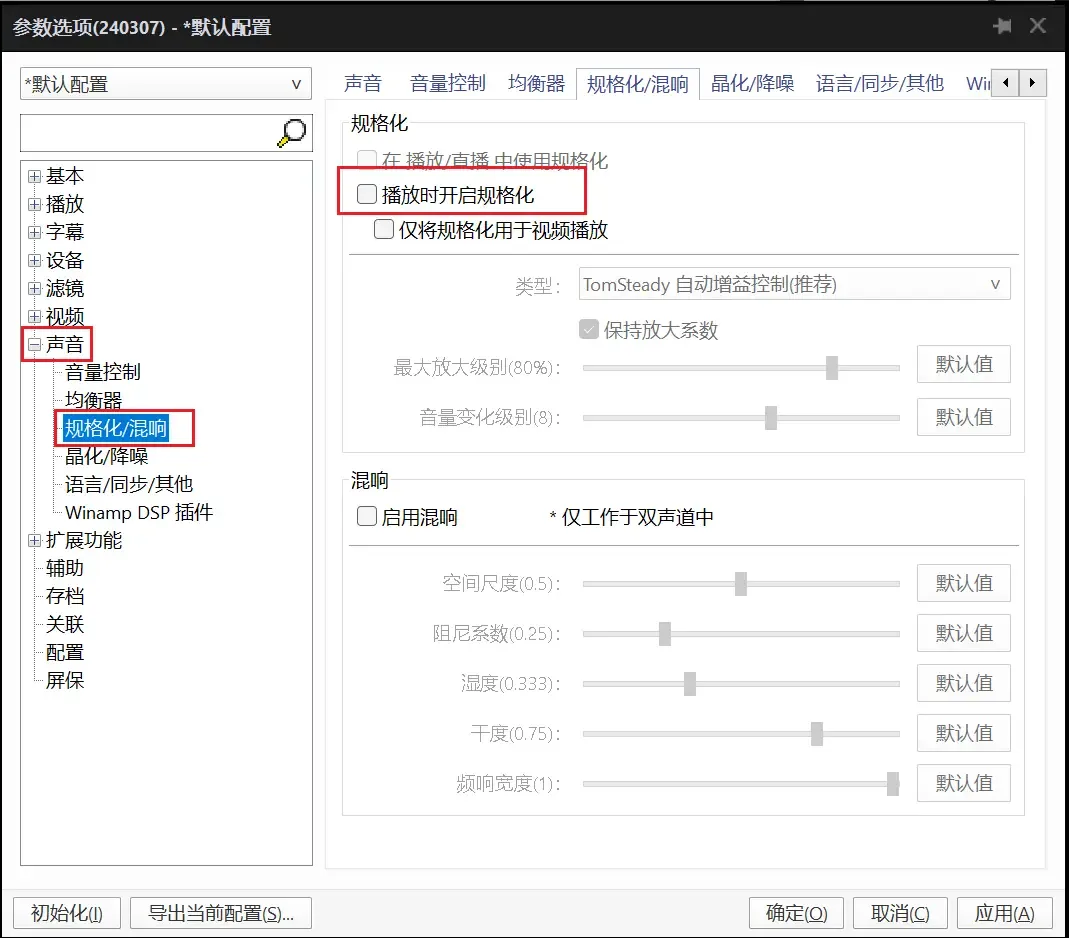 参数选项(240307) - *默认配置
*默认配置
基本
播放
字幕
设备
滤镜
视频
声音
音量控制
均衡器
规格化/混响
晶化/降噪
语言/同步/其他
Winamp DSP 插件
扩展功能
辅助
存档
关联
配置
屏保
声音 音量控制 均衡器 规格化/混响 晶化/降噪 语言/同步/其他 Wi
规格化
在 播放/直播 中使用规格化
播放时开启规格化
仅将规格化用于视频播放
类型: TomSteady 自动增益控制(推荐)
保持放大系数
最大放大级别(80%): 默认值
音量变化级别(8): 默认值
混响
启用混响 * 仅工作于双声道中
空间尺度(0.5): 默认值
阻尼系数(0.25): 默认值
湿度(0.333): 默认值
干度(0.75): 默认值
频响宽度(1): 默认值
初始化(I) 导出当前配置(S)... 确定(O) 取消(C) 应用(A)